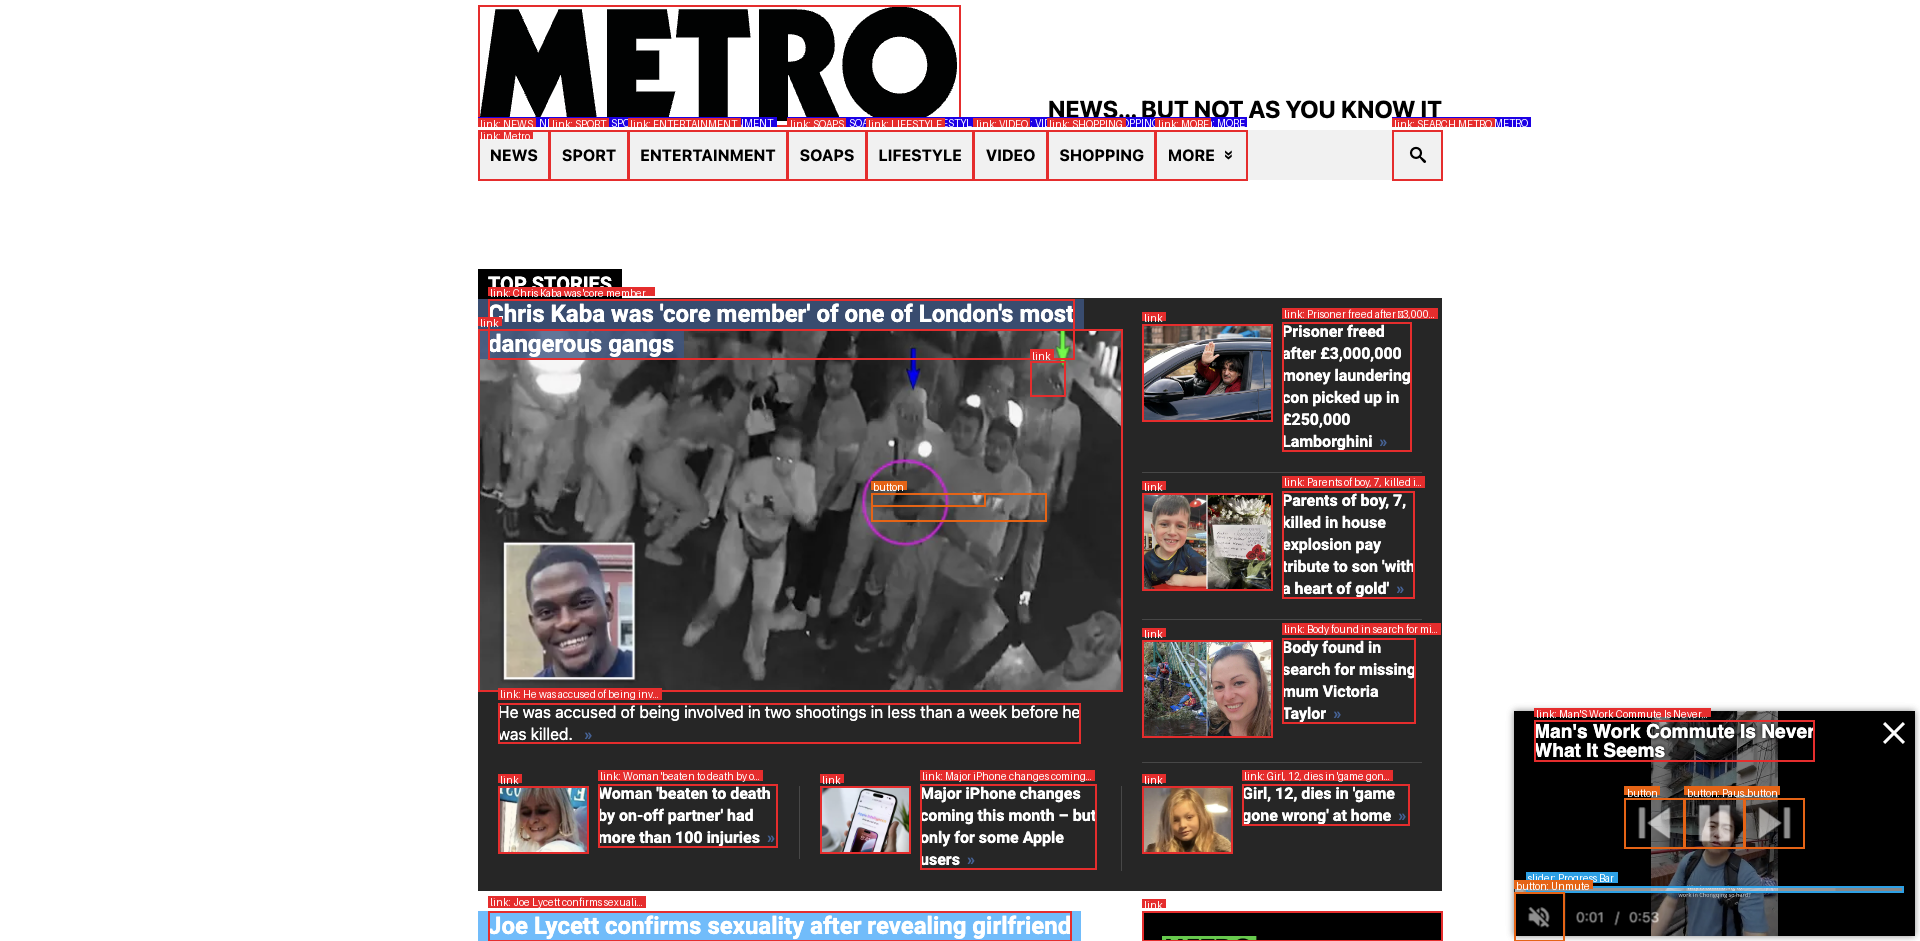 METRO
NEWS... BUT NOT AS YOU KNOW IT
link: NEWS
link: SPORT
link: ENTERTAINMENT
link: SOAPS
link: LIFESTYLE
link: VIDEO
link: SHOPPING
link: MORE
link: SEARCH METRO
link: Metro
NEWS
SPORT
ENTERTAINMENT
SOAPS
LIFESTYLE
VIDEO
SHOPPING
MORE
TOP STORIES
link: Chris Kaba was 'core member...
Chris Kaba was 'core member' of one of London's most
dangerous gangs
link
link
button
link: He was accused of being inv...
He was accused of being involved in two shootings in less than a week before he
was killed. »
link
link: Prisoner freed after £3,000...
Prisoner freed
after £3,000,000
money laundering
con picked up in
£250,000
Lamborghini »
link
link: Parents of boy, 7, killed i...
Parents of boy, 7,
killed in house
explosion pay
tribute to son 'with
a heart of gold' »
link
link: Body found in search for mi...
Body found in
search for missing
mum Victoria
Taylor »
link
link: Woman 'beaten to death by o...
Woman 'beaten to death
by on-off partner' had
more than 100 injuries »
link
link: Major iPhone changes coming...
Major iPhone changes
coming this month – but
only for some Apple
users »
link
link: Girl, 12, dies in 'game gon...
Girl, 12, dies in 'game
gone wrong' at home »
link: Joe Lycett confirms sexuali...
Joe Lycett confirms sexuality after revealing girlfriend
link
link: Man'S Work Commute Is Never...
Man's Work Commute Is Never
What It Seems
button
button: Paus
button
slider: Progress Bar
button: Unmute
0:01 / 0:53